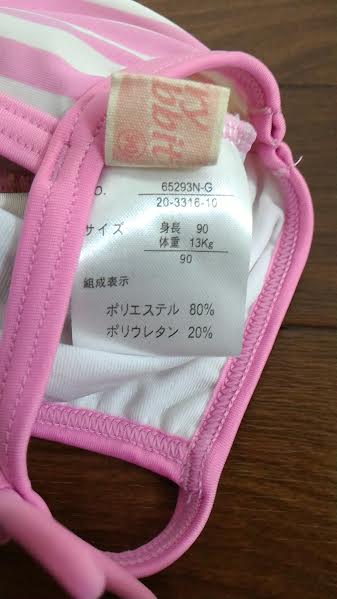 65293N-G
20-3316-10
サイズ 身長 90
体重 13Kg
90
組成表示
ポリエステル 80%
ポリウレタン 20%